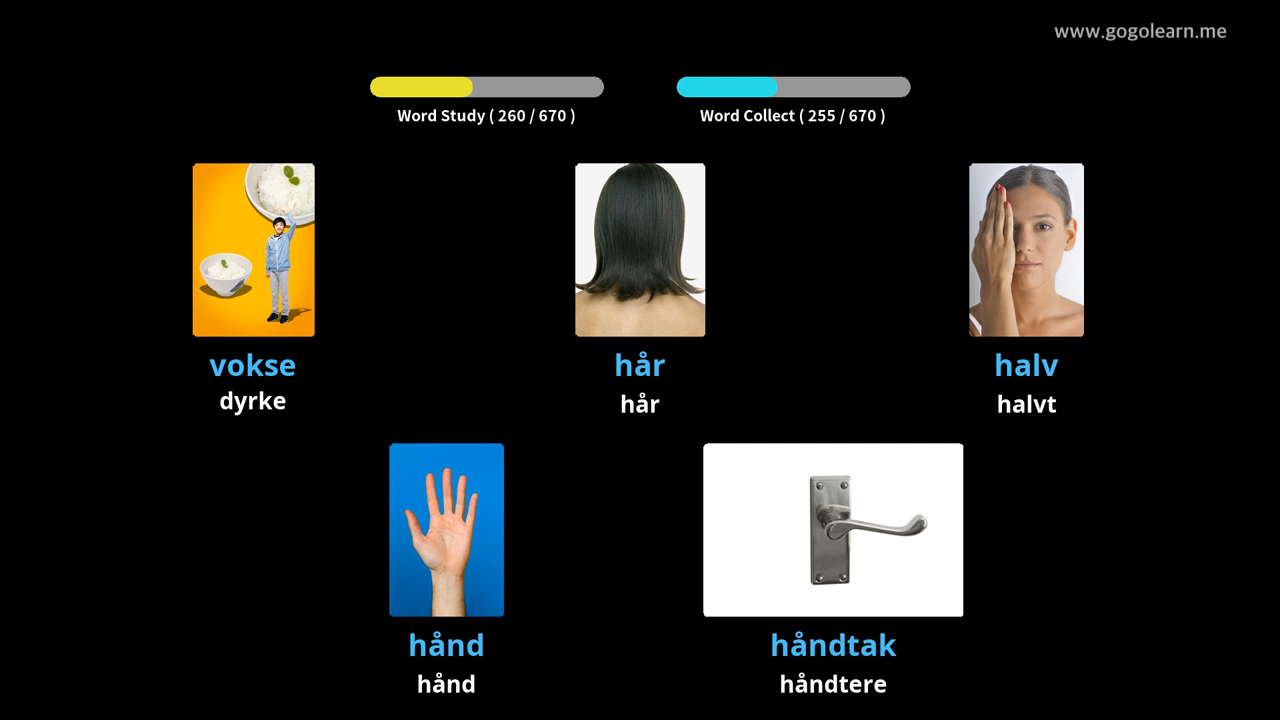 www.gogolearn.me
Word Study ( 260 / 670 )
Word Collect ( 255 / 670 )
vokse
dyrke
hår
hår
halv
halvt
hånd
hånd
håndtak
håndtere